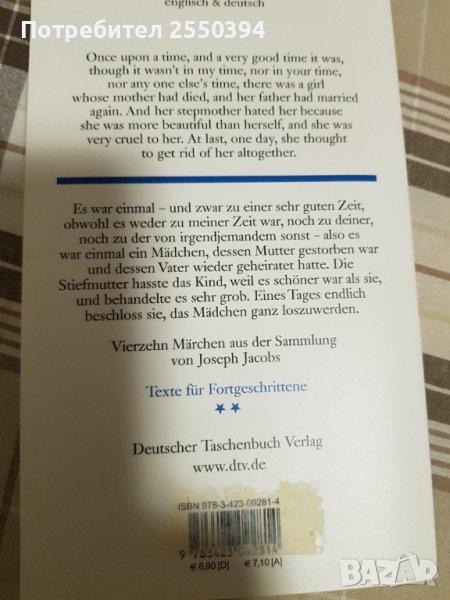 englisch & deutsch
Потребител 2550394
Once upon a time, and a very good time it was,
though it wasn't in my time, nor in your time,
nor any one else's time, there was a girl
whose mother had died, and her father had married
again. And her stepmother hated her because
she was more beautiful than herself, and she was
very cruel to her. At last, one day, she thought
to get rid of her altogether.
Es war einmal – und zwar zu einer sehr guten Zeit,
obwohl es weder zu meiner Zeit war, noch zu deiner,
noch zu der von irgendjemandem sonst – also es
war einmal ein Mädchen, dessen Mutter gestorben war
und dessen Vater wieder geheiratet hatte. Die
Stiefmutter hasste das Kind, weil es schöner war als sie,
und behandelte es sehr grob. Eines Tages endlich
beschloss sie, das Mädchen ganz loszuwerden.
Vierzehn Märchen aus der Sammlung
von Joseph Jacobs
Texte für Fortgeschrittene
★★
Deutscher Taschenbuch Verlag
www.dtv.de
ISBN 978-3-423-09281-4
9 783423 092814
€ 6,90 [D] € 7,10 [A]
BAZAR